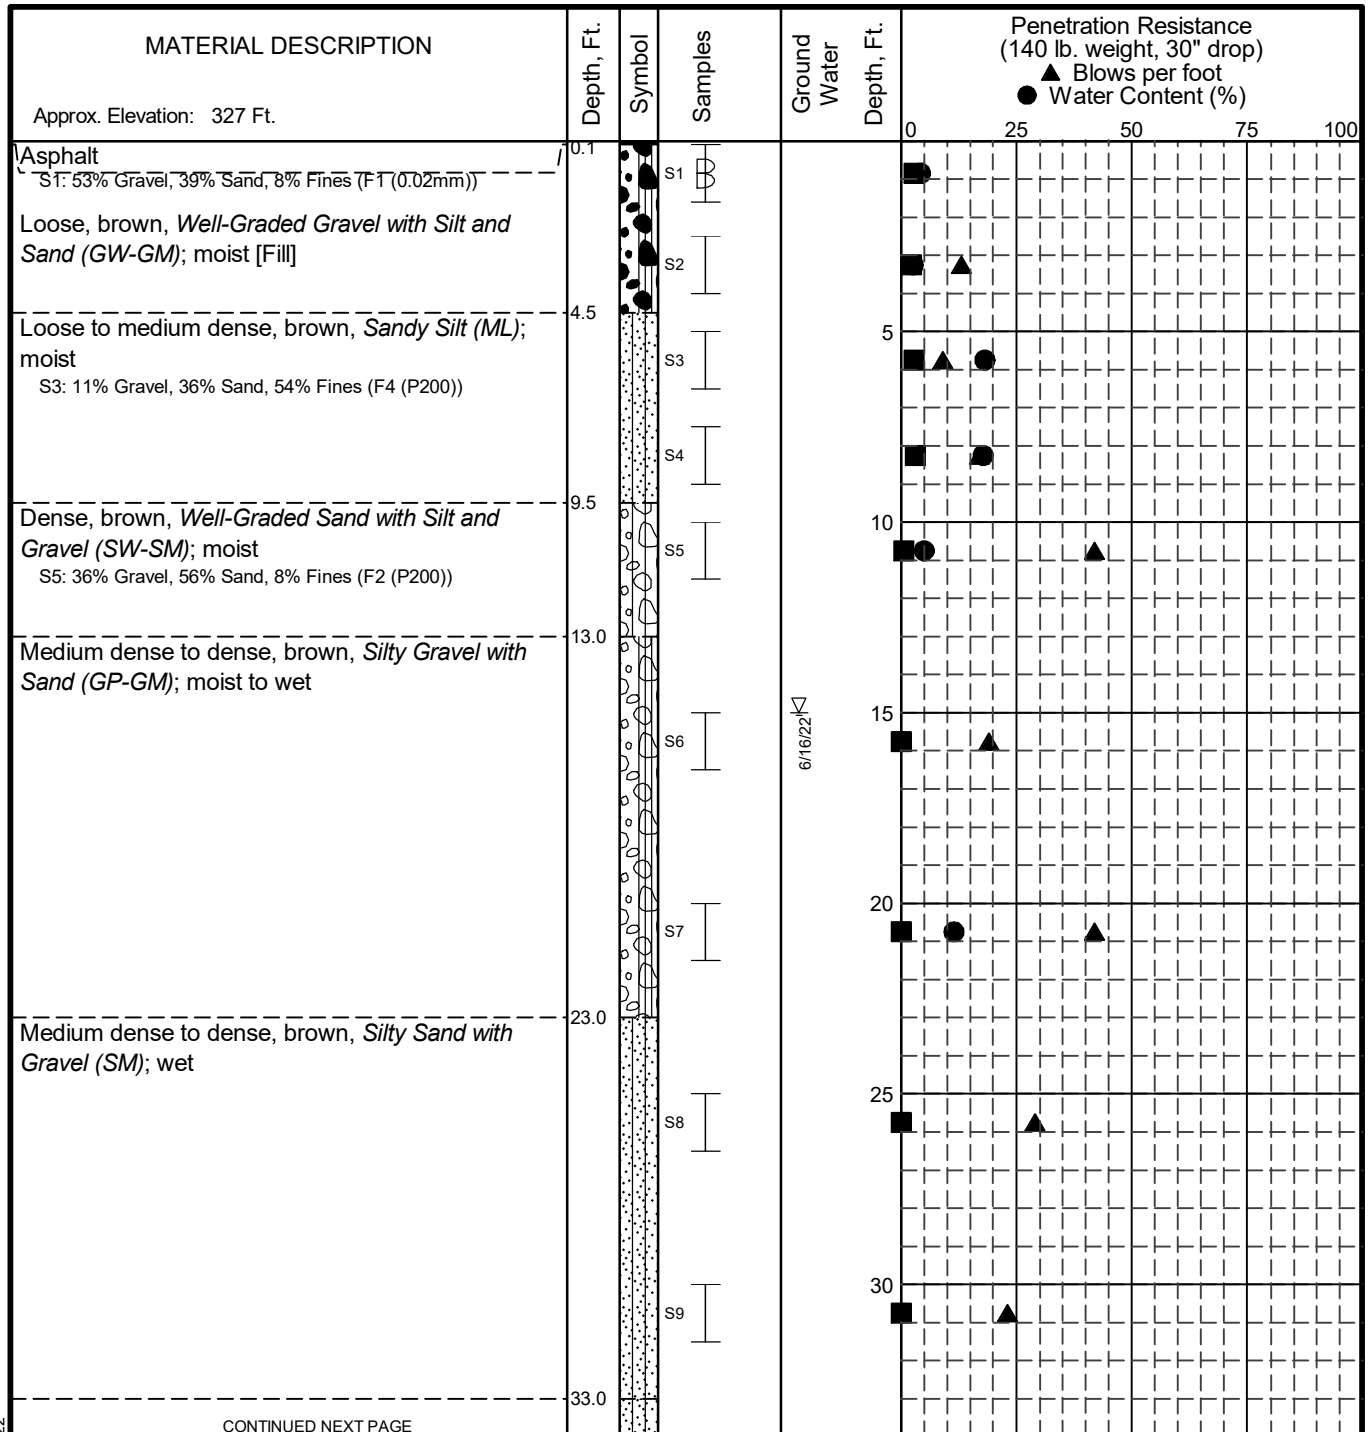 MATERIAL DESCRIPTION
Approx. Elevation: 327 Ft.
Depth, Ft.
Symbol
Samples
Ground
Water
Depth, Ft.
Penetration Resistance
(140 lb. weight, 30" drop)
▲ Blows per foot
● Water Content (%)
0 25 50 75 100
Asphalt
0.1
S1: 53% Gravel, 39% Sand, 8% Fines (F1 (0.02mm))
S1
Loose, brown, Well-Graded Gravel with Silt and
Sand (GW-GM); moist [Fill]
S2
4.5
Loose to medium dense, brown, Sandy Silt (ML);
moist
S3: 11% Gravel, 36% Sand, 54% Fines (F4 (P200))
S3
5
S4
9.5
Dense, brown, Well-Graded Sand with Silt and
Gravel (SW-SM); moist
S5: 36% Gravel, 56% Sand, 8% Fines (F2 (P200))
S5
10
13.0
Medium dense to dense, brown, Silty Gravel with
Sand (GP-GM); moist to wet
S6
6/16/22
15
S7
20
23.0
Medium dense to dense, brown, Silty Sand with
Gravel (SM); wet
S8
25
S9
30
33.0
CONTINUED NEXT PAGE